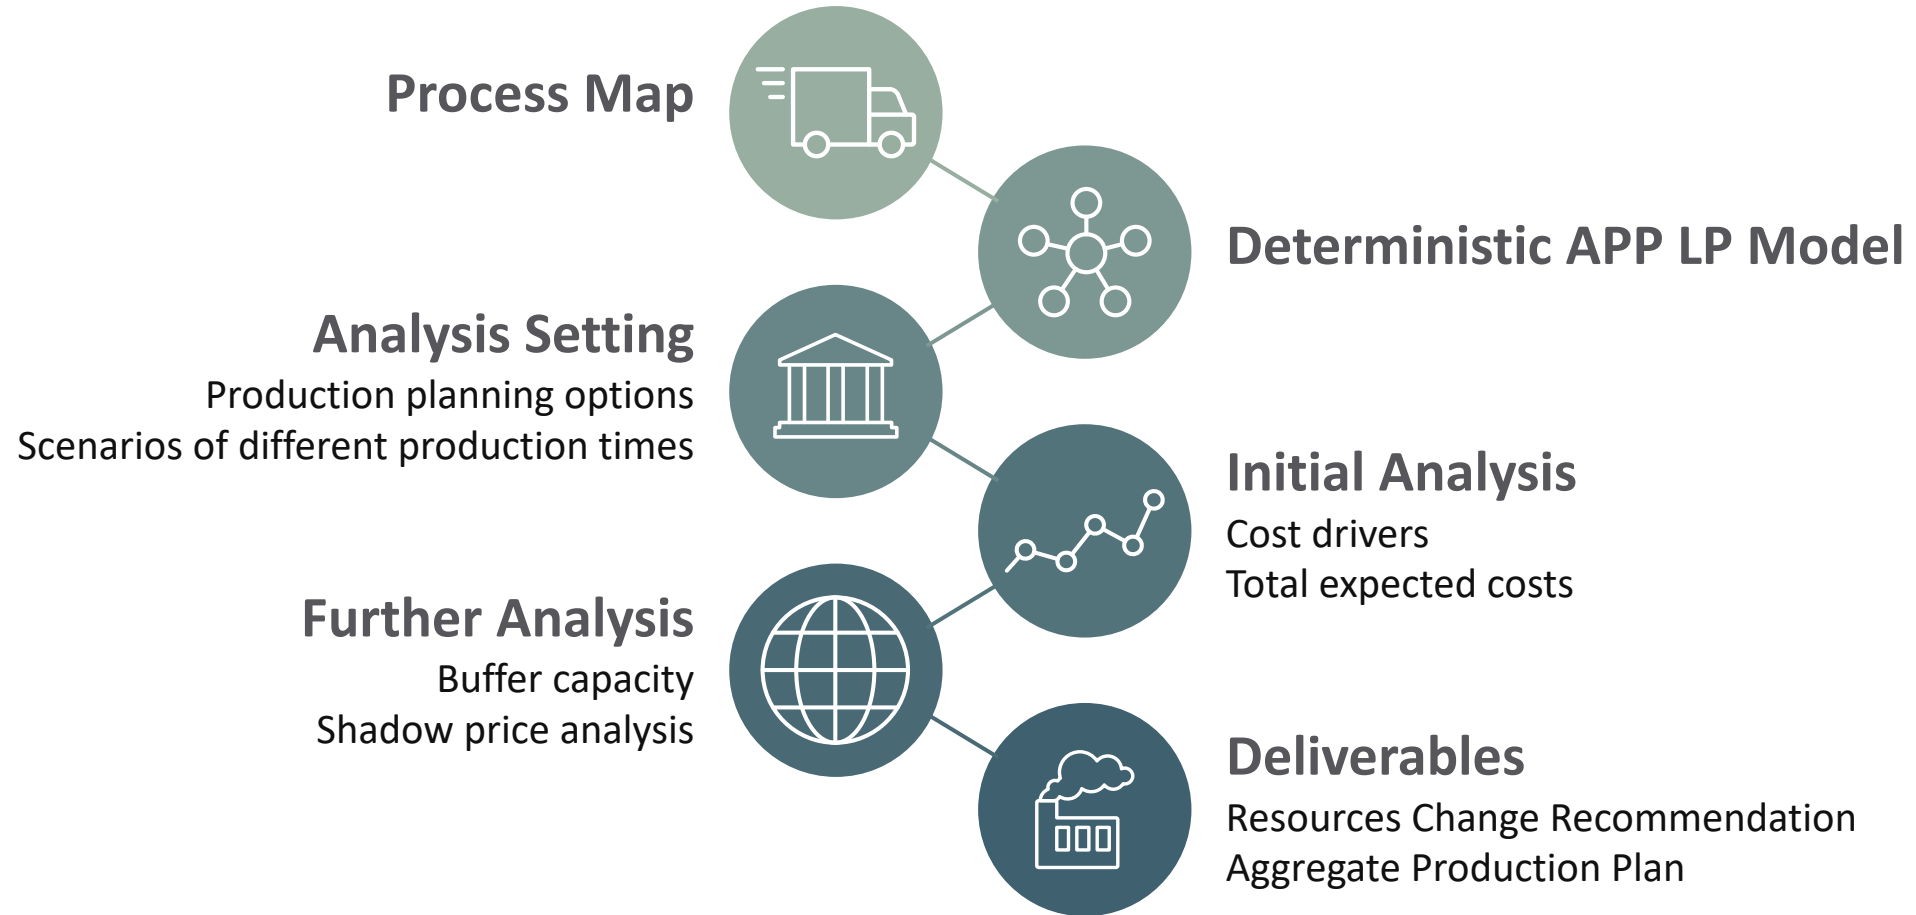 Process Map
Deterministic APP LP Model
Analysis Setting
Production planning options
Scenarios of different production times
Initial Analysis
Cost drivers
Total expected costs
Further Analysis
Buffer capacity
Shadow price analysis
Deliverables
Resources Change Recommendation
Aggregate Production Plan